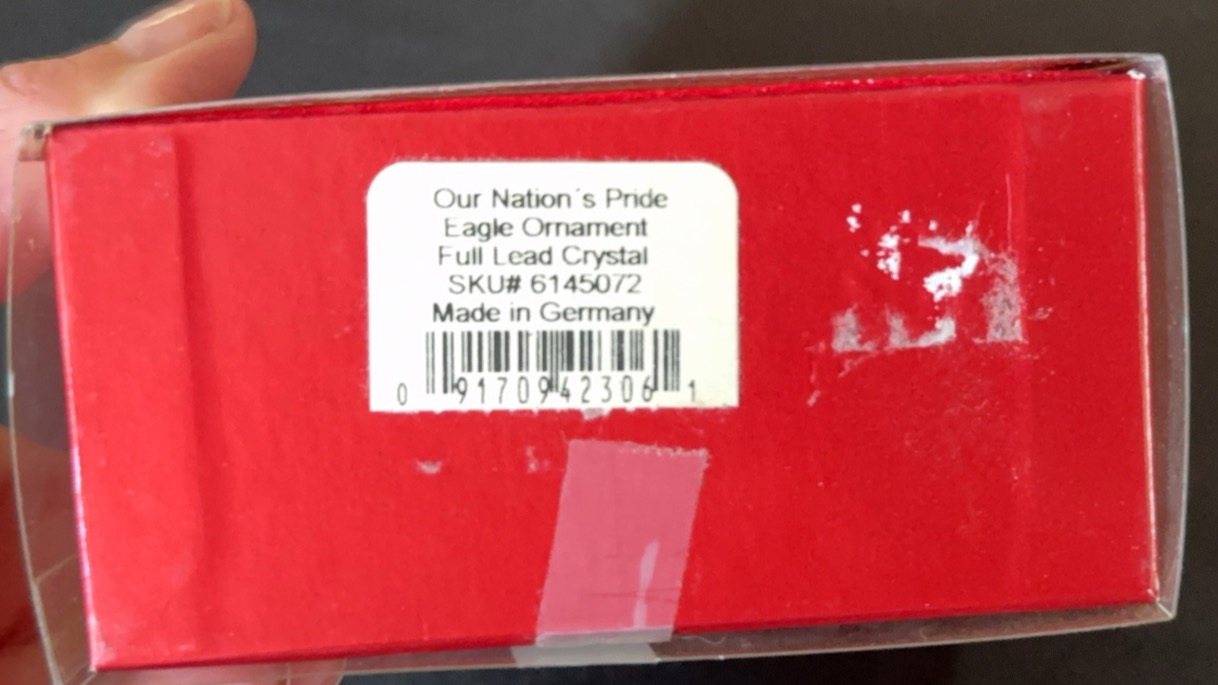 Our Nation´s Pride
Eagle Ornament
Full Lead Crystal
SKU# 6145072
Made in Germany
0 91709 42306 1